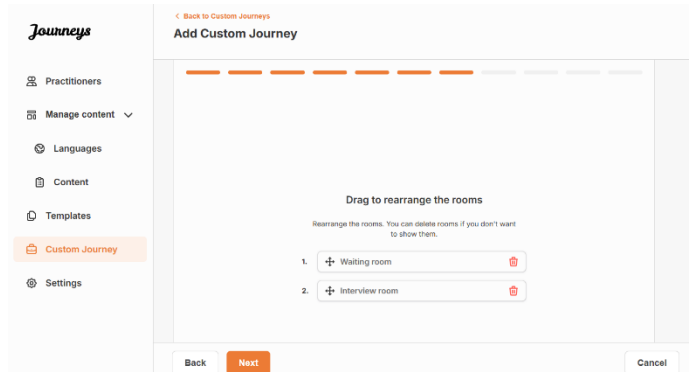 Journeys
Practitioners
Manage content
Languages
Content
Templates
Custom Journey
Settings
Back to Custom Journeys
Add Custom Journey
Drag to rearrange the rooms
Rearrange the rooms. You can delete rooms if you don't want
to show them.
1. Waiting room
2. Interview room
Back Next Cancel